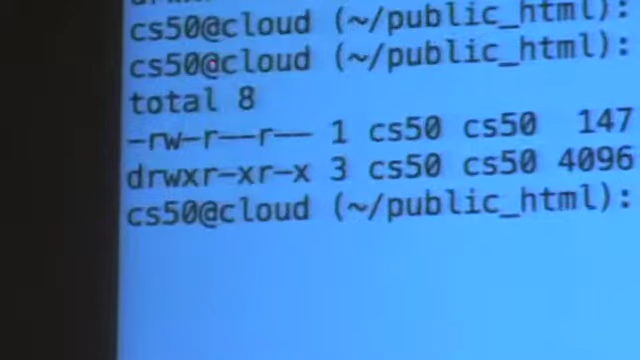 cs50@cloud (~/public_html):
cs50@cloud (~/public_html):
total 8
-rw-r--r-- 1 cs50 cs50 147
drwxr-xr-x 3 cs50 cs50 4096
cs50@cloud (~/public_html):